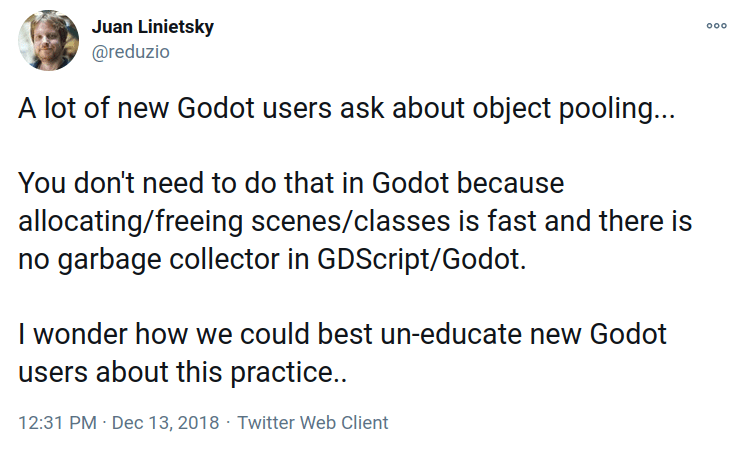 Juan Linietsky
@reduzio
A lot of new Godot users ask about object pooling...
You don't need to do that in Godot because
allocating/freeing scenes/classes is fast and there is
no garbage collector in GDScript/Godot.
I wonder how we could best un-educate new Godot
users about this practice..
12:31 PM · Dec 13, 2018 · Twitter Web Client